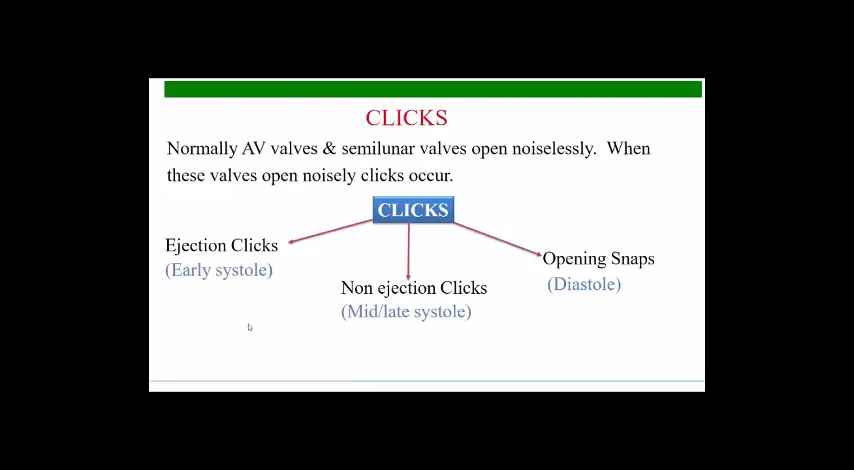 CLICKS
Normally AV valves & semilunar valves open noiselessly. When
these valves open noisely clicks occur.
CLICKS
Ejection Clicks
(Early systole)
Non ejection Clicks
(Mid/late systole)
Opening Snaps
(Diastole)